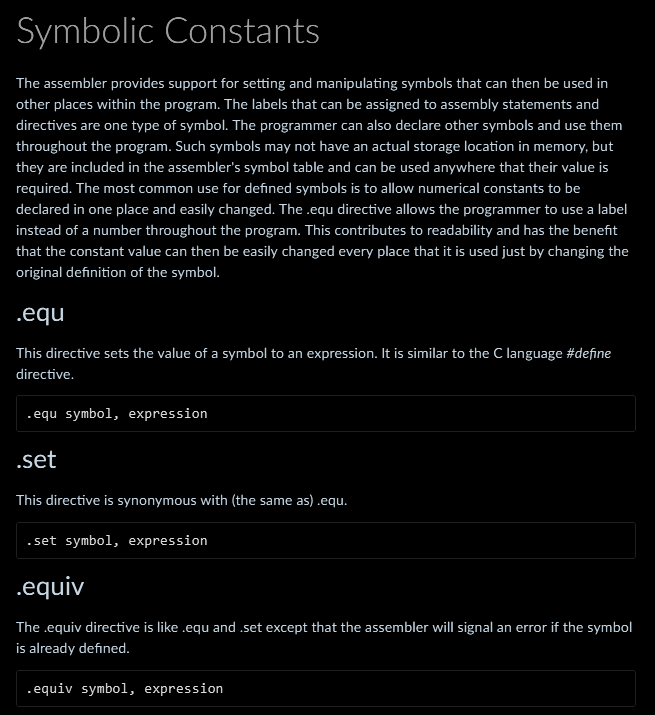 Symbolic Constants
The assembler provides support for setting and manipulating symbols that can then be used in
other places within the program. The labels that can be assigned to assembly statements and
directives are one type of symbol. The programmer can also declare other symbols and use them
throughout the program. Such symbols may not have an actual storage location in memory, but
they are included in the assembler's symbol table and can be used anywhere that their value is
required. The most common use for defined symbols is to allow numerical constants to be
declared in one place and easily changed. The .equ directive allows the programmer to use a label
instead of a number throughout the program. This contributes to readability and has the benefit
that the constant value can then be easily changed every place that it is used just by changing the
original definition of the symbol.
.equ
This directive sets the value of a symbol to an expression. It is similar to the C language #define
directive.
.equ symbol, expression
.set
This directive is synonymous with (the same as) .equ.
.set symbol, expression
.equiv
The .equiv directive is like .equ and .set except that the assembler will signal an error if the symbol
is already defined.
.equiv symbol, expression